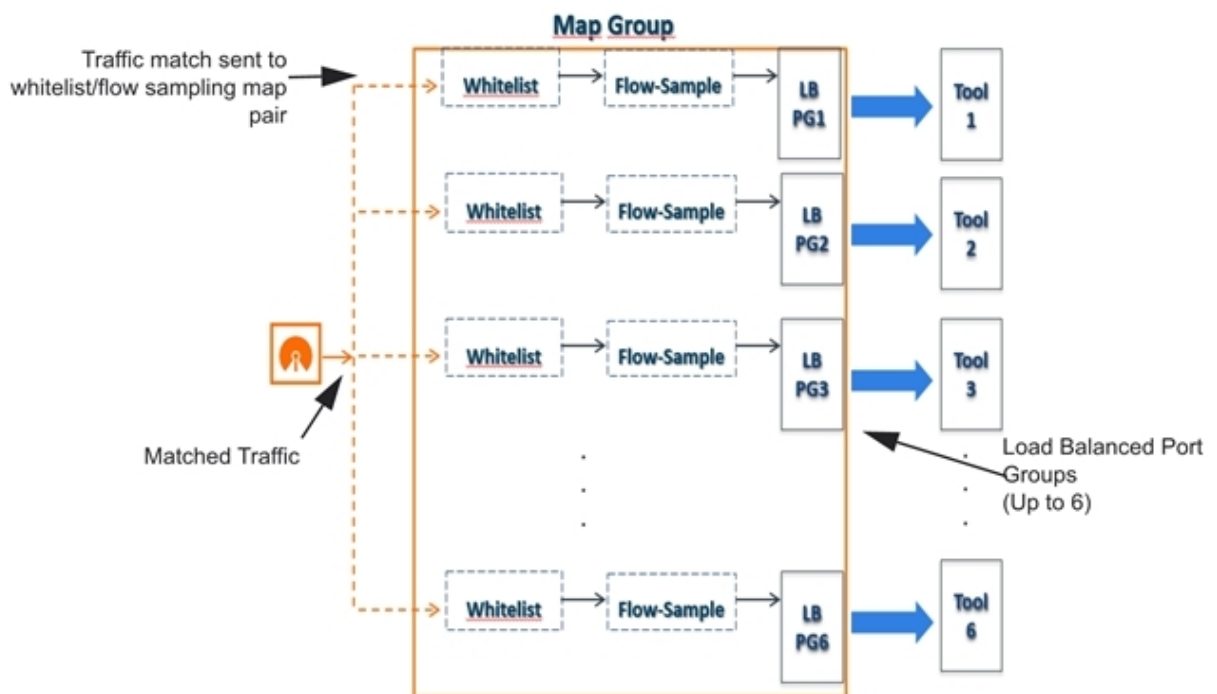 Map Group
Traffic match sent to
whitelist/flow sampling map
pair
Whitelist
Flow-Sample
LB
PG1
Tool
1
Whitelist
Flow-Sample
LB
PG2
Tool
2
Whitelist
Flow-Sample
LB
PG3
Tool
3
Matched Traffic
Load Balanced Port
Groups
(Up to 6)
Whitelist
Flow-Sample
LB
PG6
Tool
6